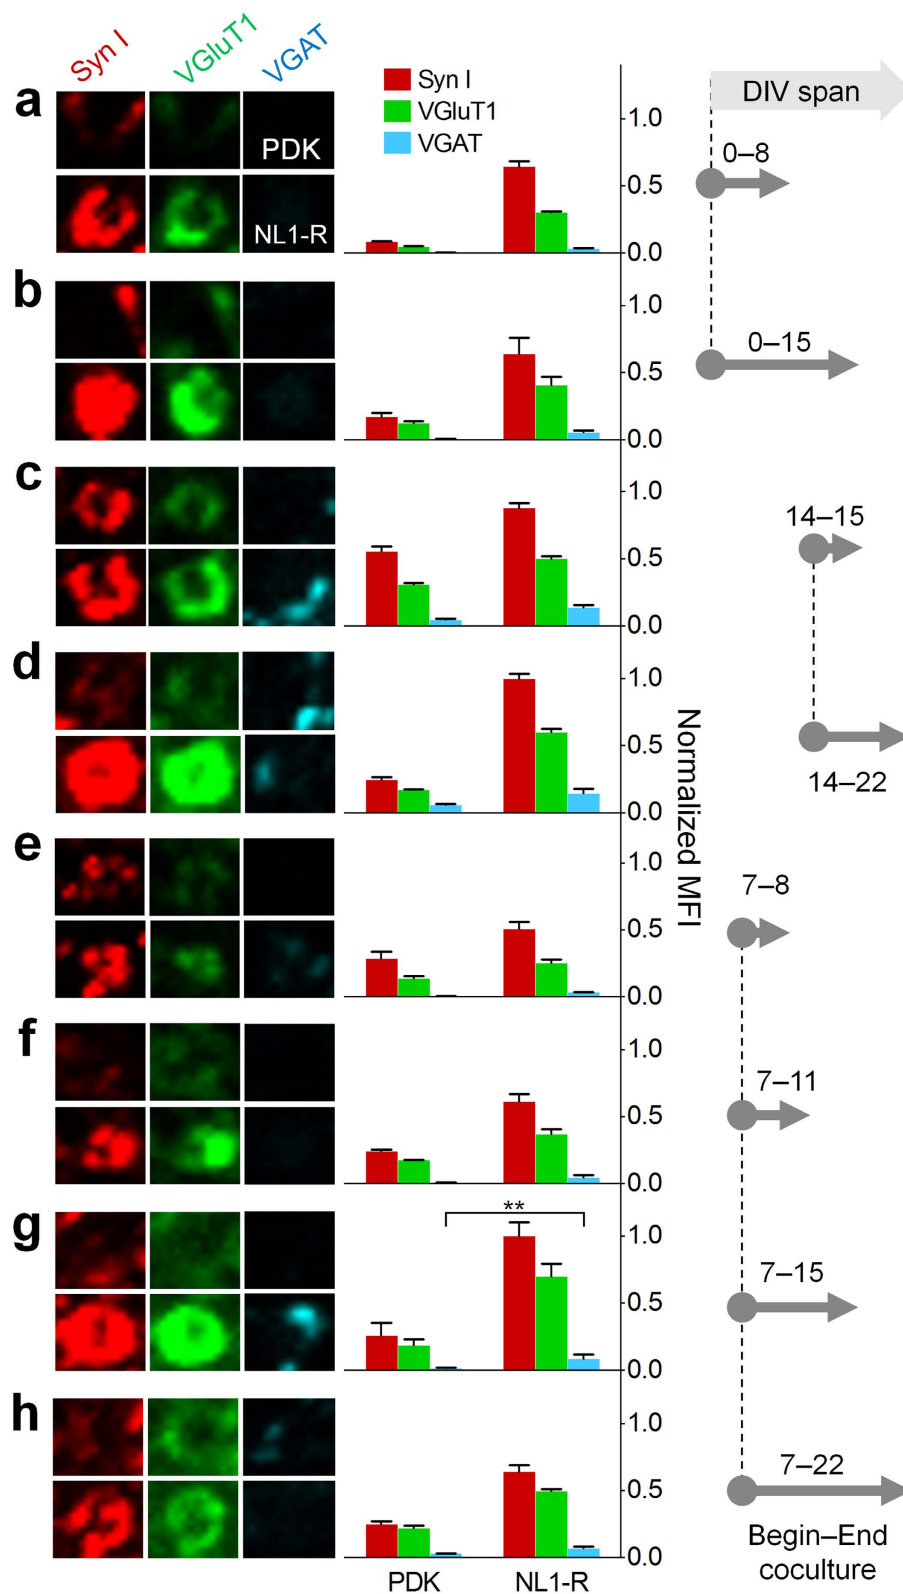 Syn I VGluT1 VGAT
a
PDK
NL1-R
Syn I
VGluT1
VGAT
1.0
0.5
0.0
DIV span
0–8
b
1.0
0.5
0.0
0–15
c
1.0
0.5
0.0
14–15
d
1.0
0.5
0.0
14–22
Normalized MFI
e
1.0
0.5
0.0
7–8
f
1.0
0.5
0.0
7–11
g
**
1.0
0.5
0.0
7–15
h
1.0
0.5
0.0
7–22
PDK NL1-R
Begin–End
coculture